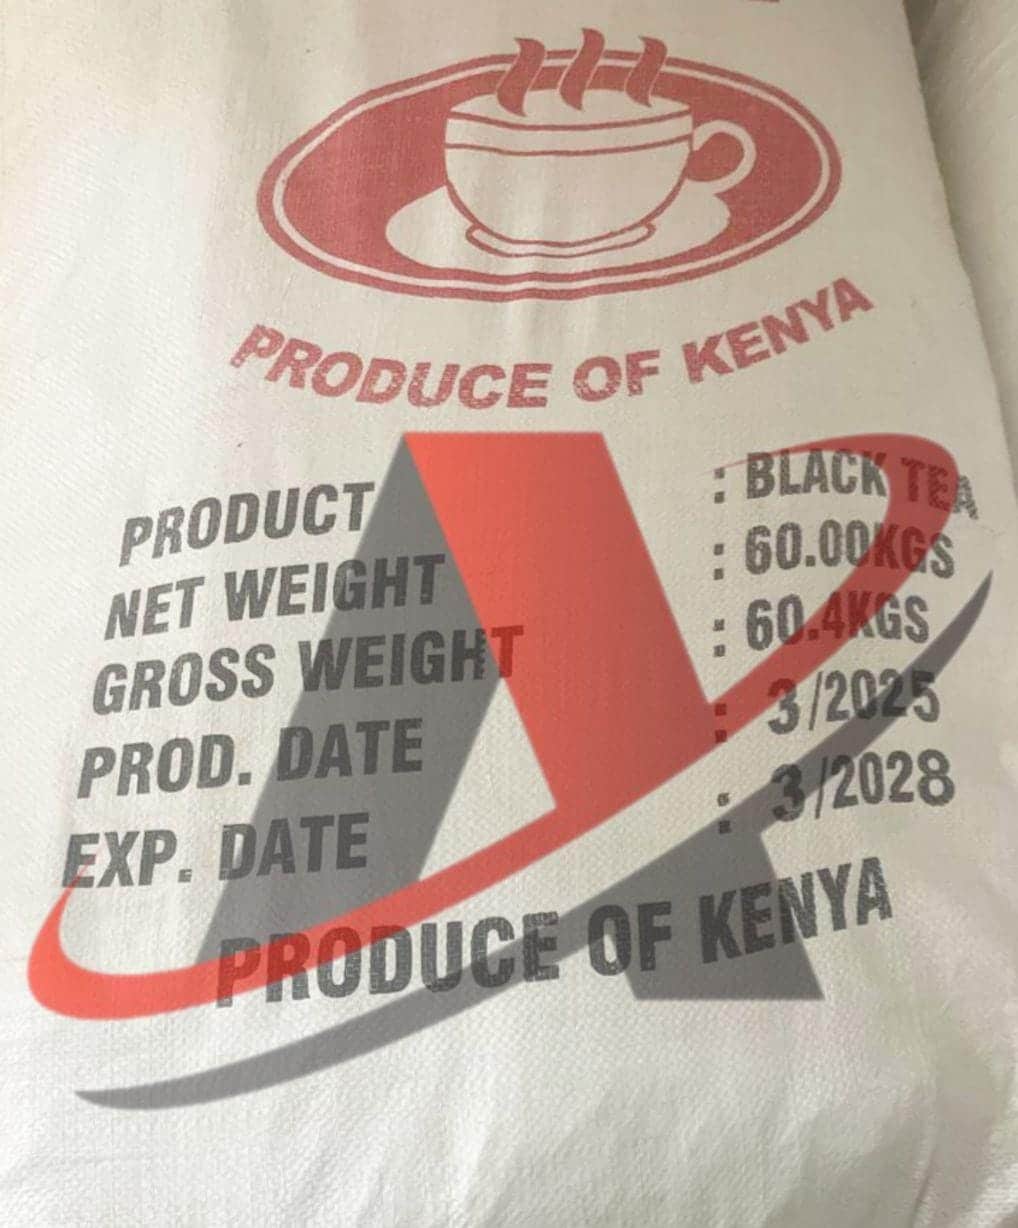 PRODUCE OF KENYA
PRODUCT : BLACK TEA
NET WEIGHT : 60.00KGS
GROSS WEIGHT : 60.4KGS
PROD. DATE : 3/2025
EXP. DATE : 3/2028
PRODUCE OF KENYA